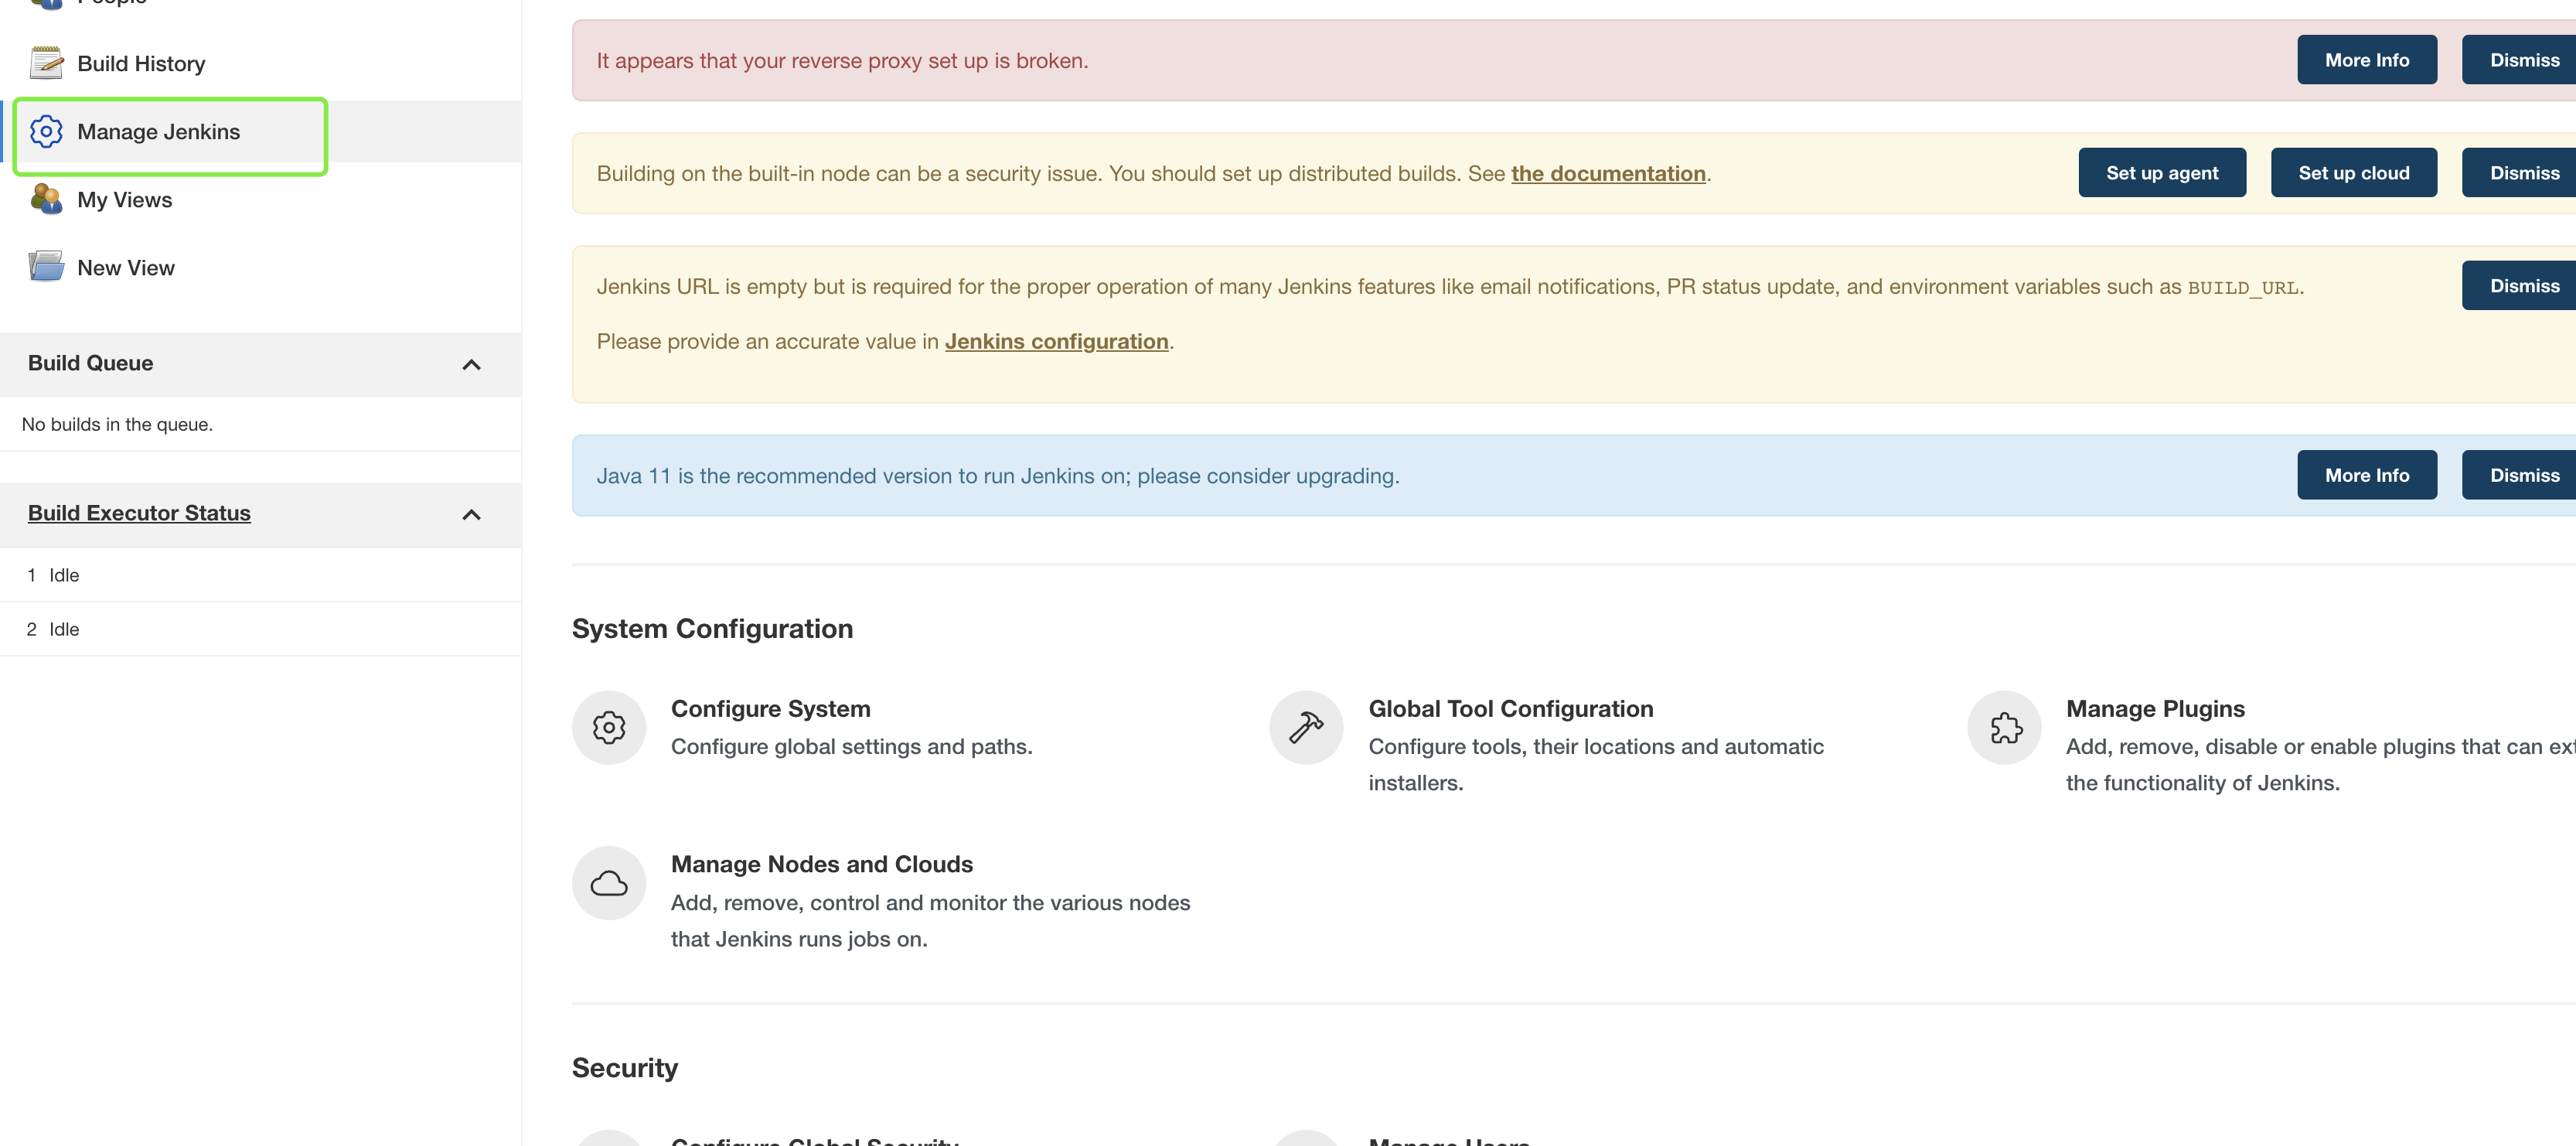 People
Build History
Manage Jenkins
My Views
New View
Build Queue
No builds in the queue.
Build Executor Status
1 Idle
2 Idle
It appears that your reverse proxy set up is broken.
More Info
Dismiss
Building on the built-in node can be a security issue. You should set up distributed builds. See the documentation.
Set up agent
Set up cloud
Dismiss
Jenkins URL is empty but is required for the proper operation of many Jenkins features like email notifications, PR status update, and environment variables such as BUILD_URL.
Dismiss
Please provide an accurate value in Jenkins configuration.
Java 11 is the recommended version to run Jenkins on; please consider upgrading.
More Info
Dismiss
System Configuration
Configure System
Configure global settings and paths.
Global Tool Configuration
Configure tools, their locations and automatic
installers.
Manage Plugins
Add, remove, disable or enable plugins that can ext
the functionality of Jenkins.
Manage Nodes and Clouds
Add, remove, control and monitor the various nodes
that Jenkins runs jobs on.
Security
Configure Global Security
Manage Users